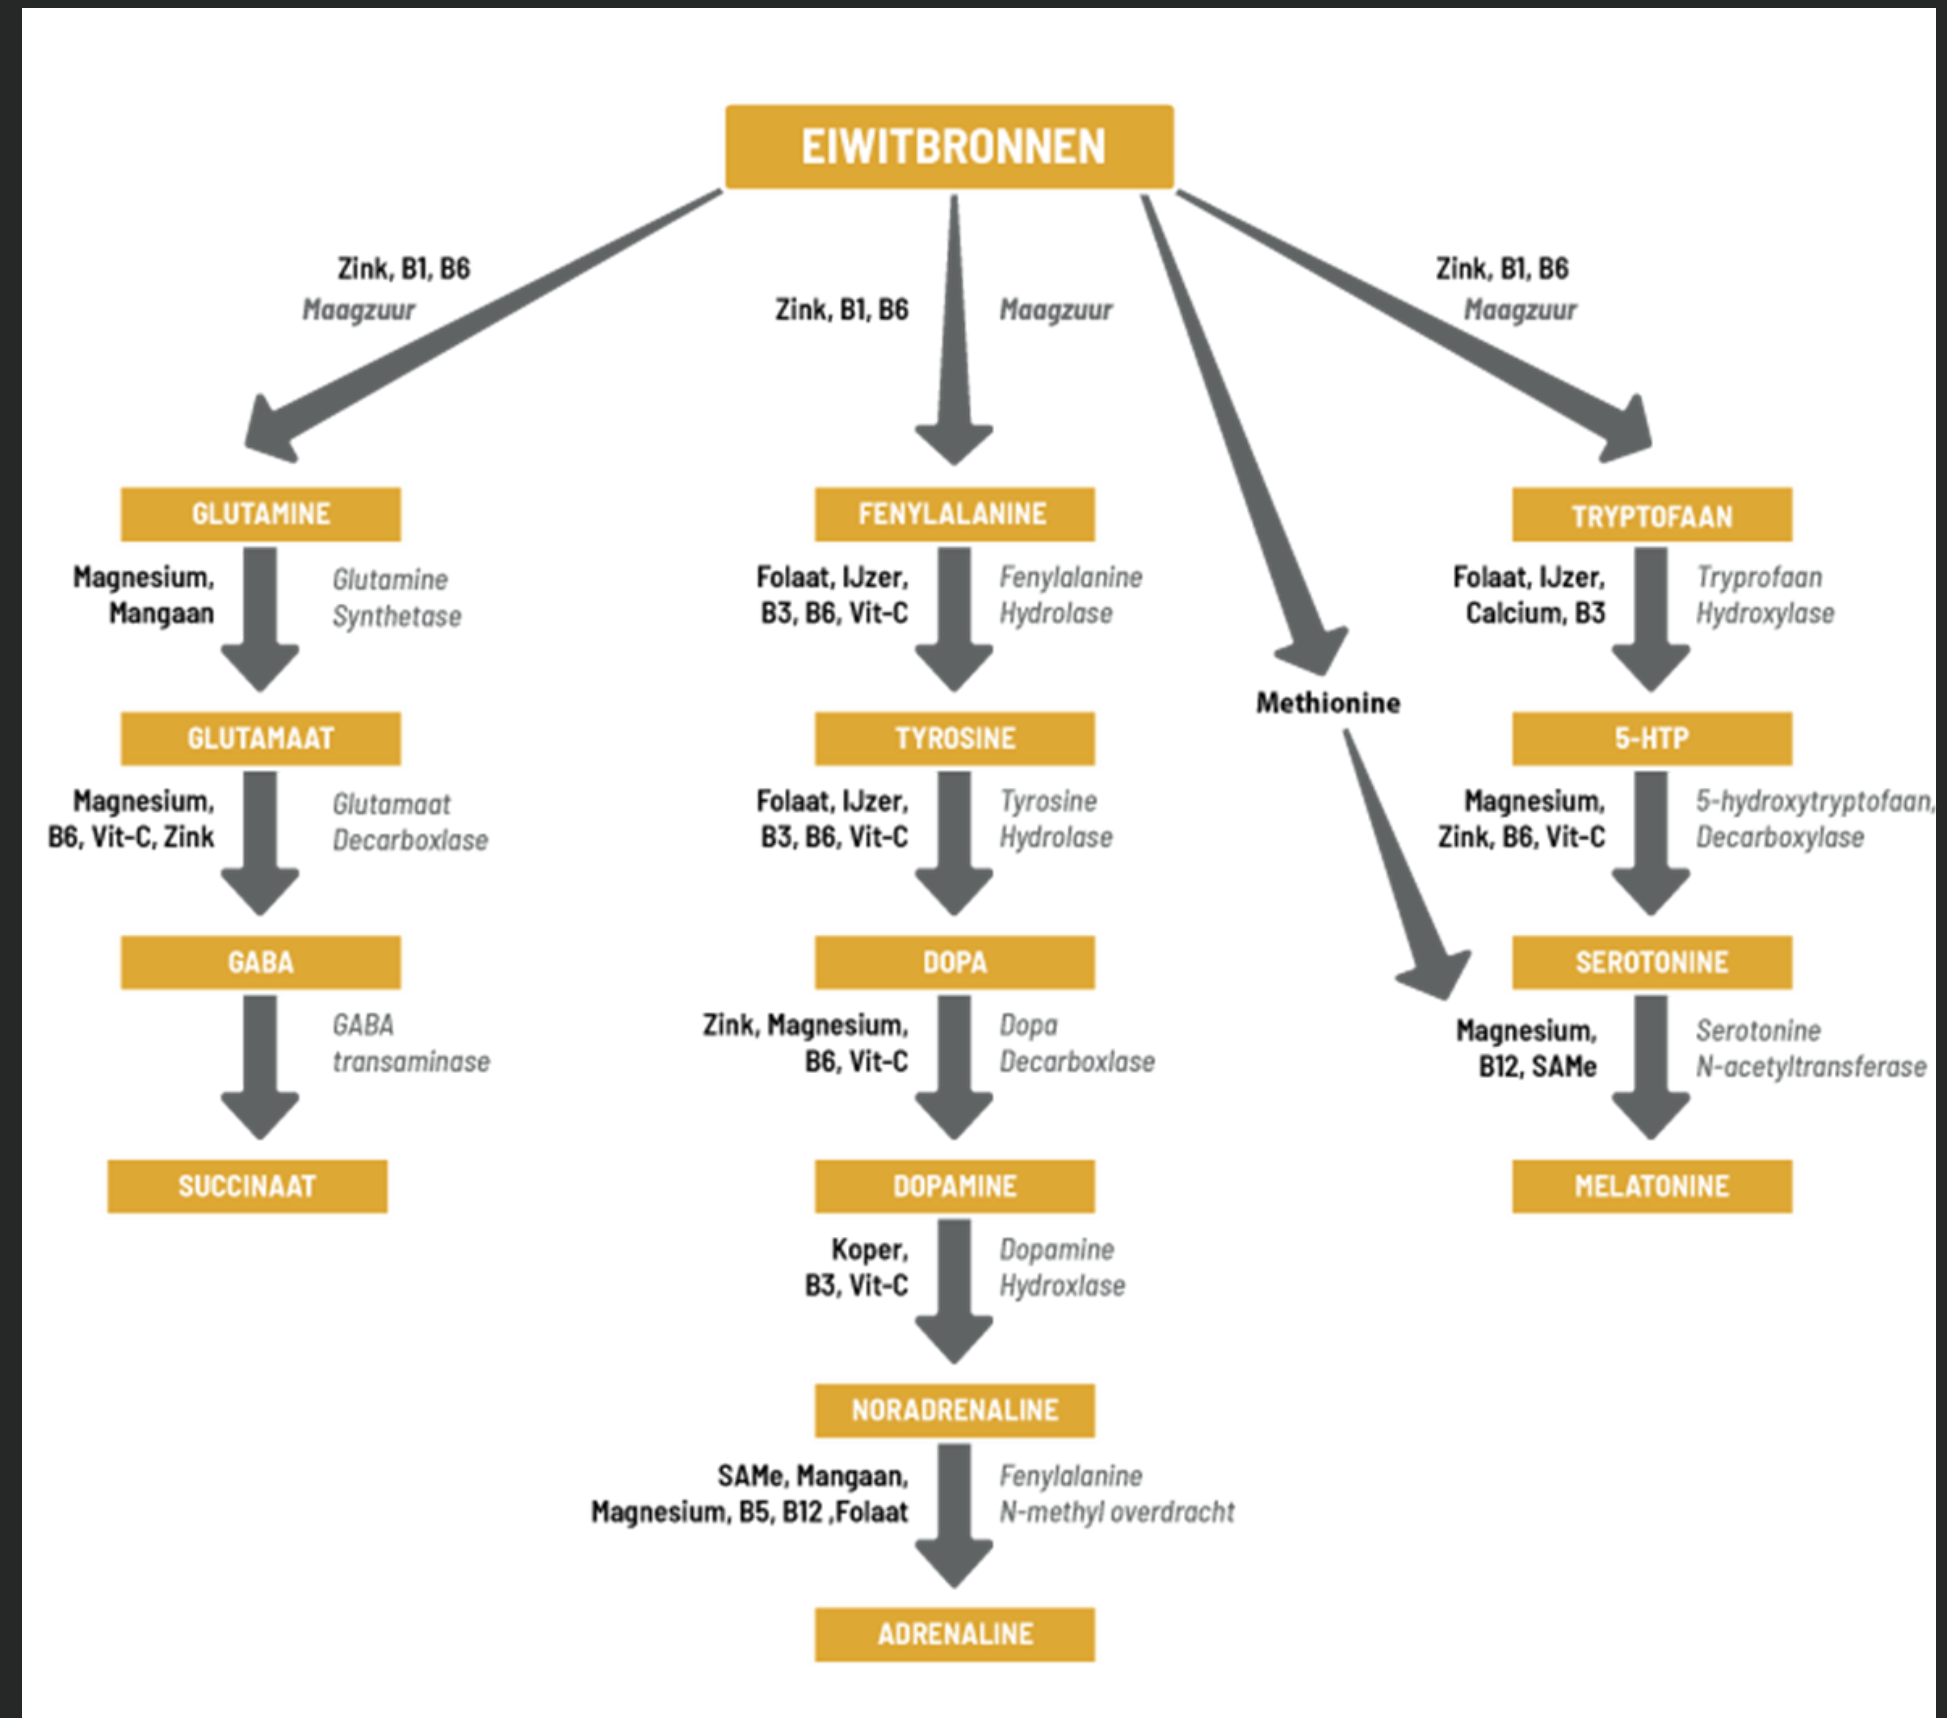 EIWITBRONNEN
Zink, B1, B6
Maagzuur
Zink, B1, B6
Maagzuur
Zink, B1, B6
Maagzuur
GLUTAMINE
Magnesium,
Mangaan
Glutamine
Synthetase
GLUTAMAAT
Magnesium,
B6, Vit-C, Zink
Glutamaat
Decarboxlase
GABA
GABA
transaminase
SUCCINAAT
FENYLALANINE
Folaat, IJzer,
B3, B6, Vit-C
Fenylalanine
Hydrolase
TYROSINE
Folaat, IJzer,
B3, B6, Vit-C
Tyrosine
Hydrolase
DOPA
Zink, Magnesium,
B6, Vit-C
Dopa
Decarboxlase
DOPAMINE
Koper,
B3, Vit-C
Dopamine
Hydroxlase
NORADRENALINE
SAMe, Mangaan,
Magnesium, B5, B12 ,Folaat
Fenylalanine
N-methyl overdracht
ADRENALINE
Methionine
TRYPTOFAAN
Folaat, IJzer,
Calcium, B3
Tryprofaan
Hydroxylase
5-HTP
Magnesium,
Zink, B6, Vit-C
5-hydroxytryptofaan,
Decarboxylase
SEROTONINE
Magnesium,
B12, SAMe
Serotonine
N-acetyltransferase
MELATONINE